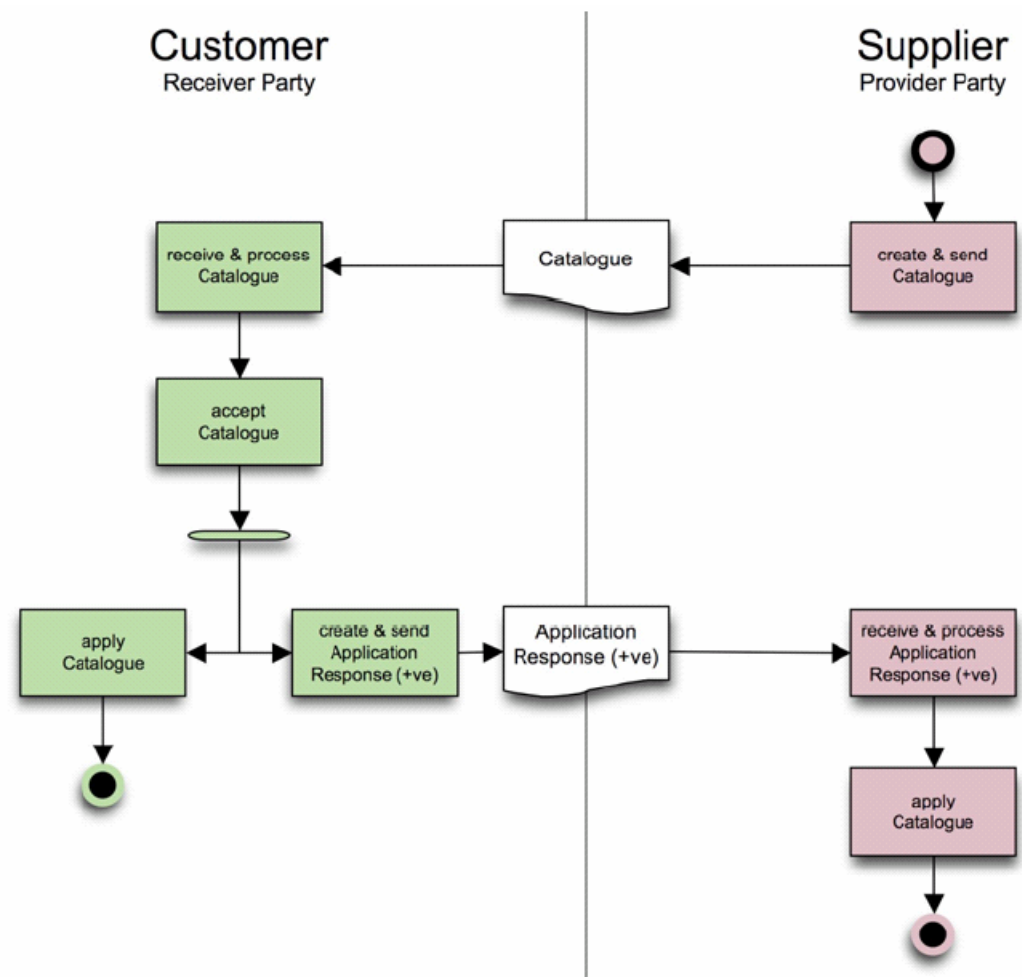 Customer
Receiver Party
Supplier
Provider Party
receive & process
Catalogue
Catalogue
create & send
Catalogue
accept
Catalogue
apply
Catalogue
create & send
Application
Response (+ve)
Application
Response (+ve)
receive & process
Application
Response (+ve)
apply
Catalogue